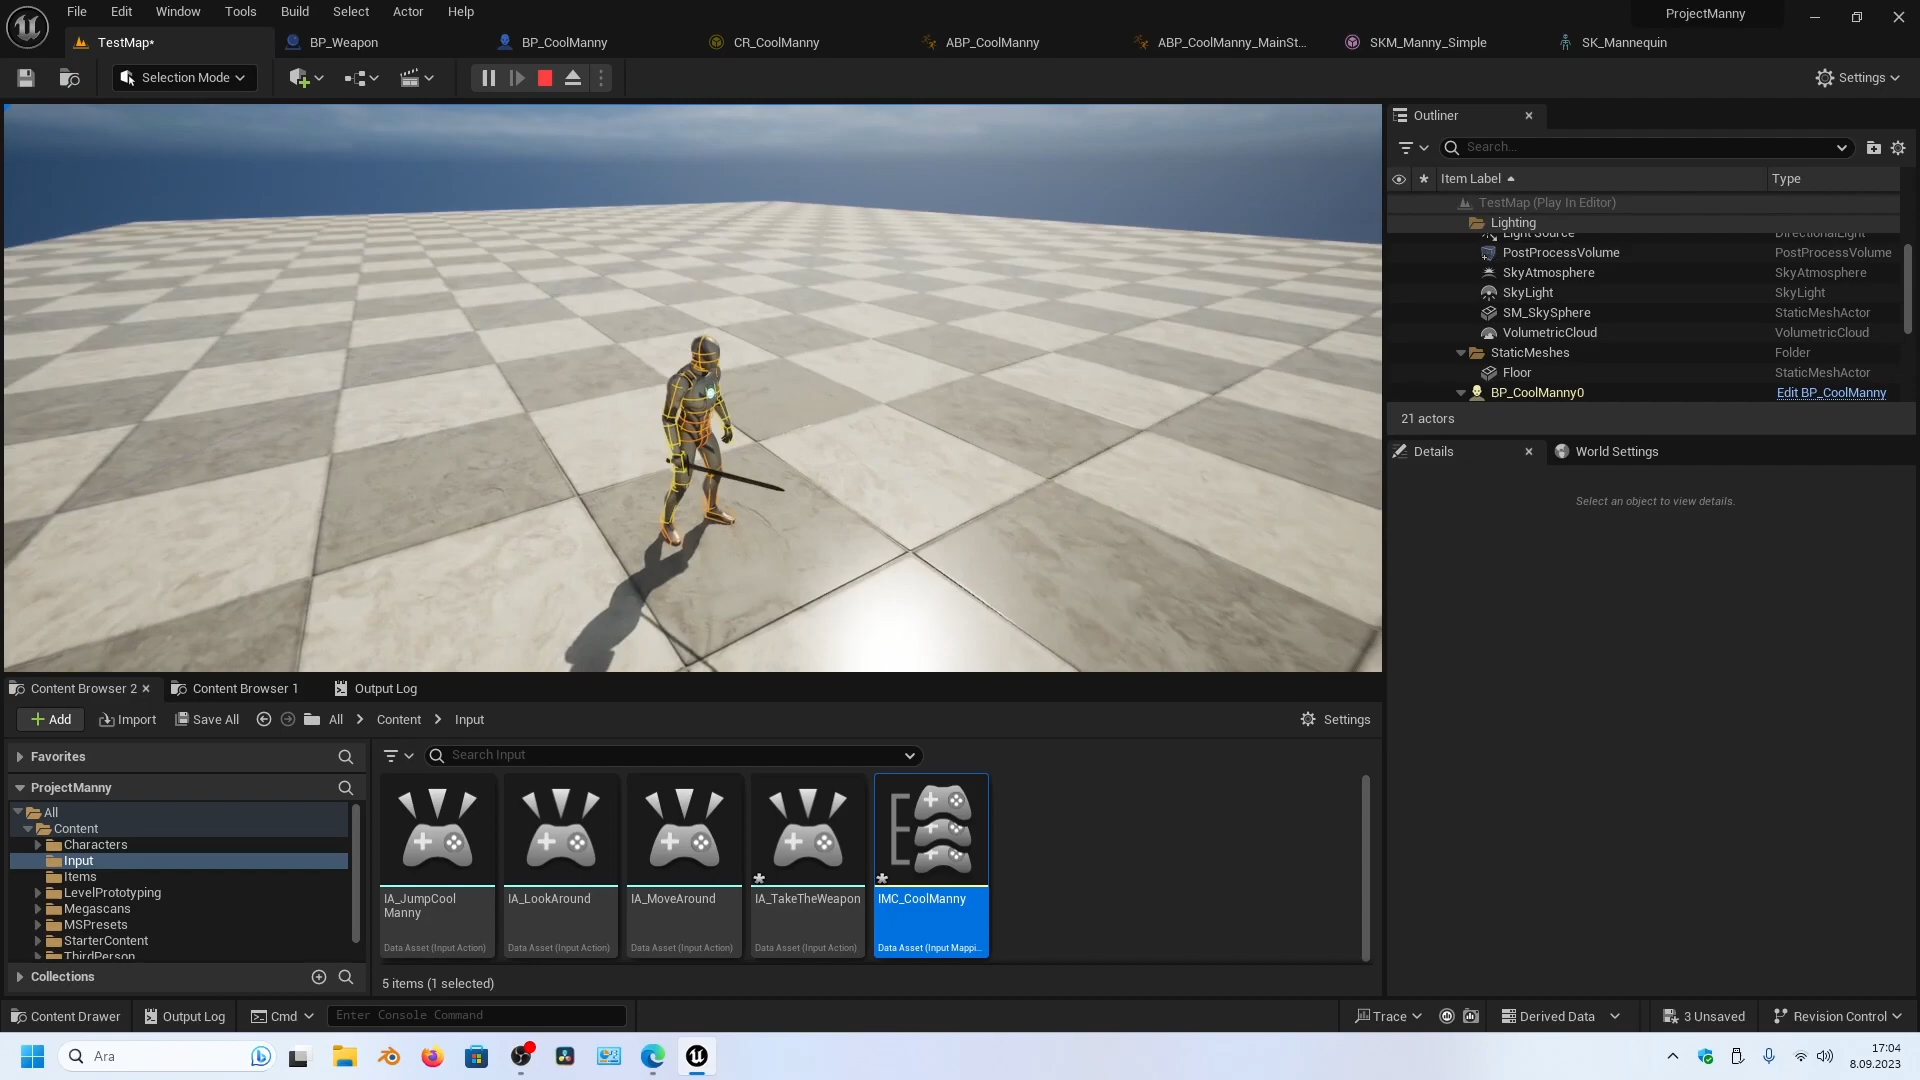 File Edit Window Tools Build Select Actor Help
ProjectManny
TestMap*
BP_Weapon
BP_CoolManny
CR_CoolManny
ABP_CoolManny
ABP_CoolManny_MainSt...
SKM_Manny_Simple
SK_Mannequin
Selection Mode
Settings
Outliner
Search...
Item Label
Type
TestMap (Play In Editor)
Lighting
Light Source DirectionalLight
PostProcessVolume PostProcessVolume
SkyAtmosphere SkyAtmosphere
SkyLight SkyLight
SM_SkySphere StaticMeshActor
VolumetricCloud VolumetricCloud
StaticMeshes Folder
Floor StaticMeshActor
BP_CoolManny0 Edit BP_CoolManny
21 actors
Details
World Settings
Select an object to view details.
Content Browser 2
Content Browser 1
Output Log
Add
Import
Save All
All
Content
Input
Settings
Favorites
Search Input
ProjectManny
All
Content
Characters
Input
Items
LevelPrototyping
Megascans
MSPresets
StarterContent
ThirdPerson
Collections
IA_JumpCool
Manny
Data Asset (Input Action)
IA_LookAround
Data Asset (Input Action)
IA_MoveAround
Data Asset (Input Action)
IA_TakeTheWeapon
Data Asset (Input Action)
IMC_CoolManny
Data Asset (Input Mappi...
5 items (1 selected)
Content Drawer
Output Log
Cmd
Enter Console Command
Trace
Derived Data
3 Unsaved
Revision Control
Ara
17:04
8.09.2023